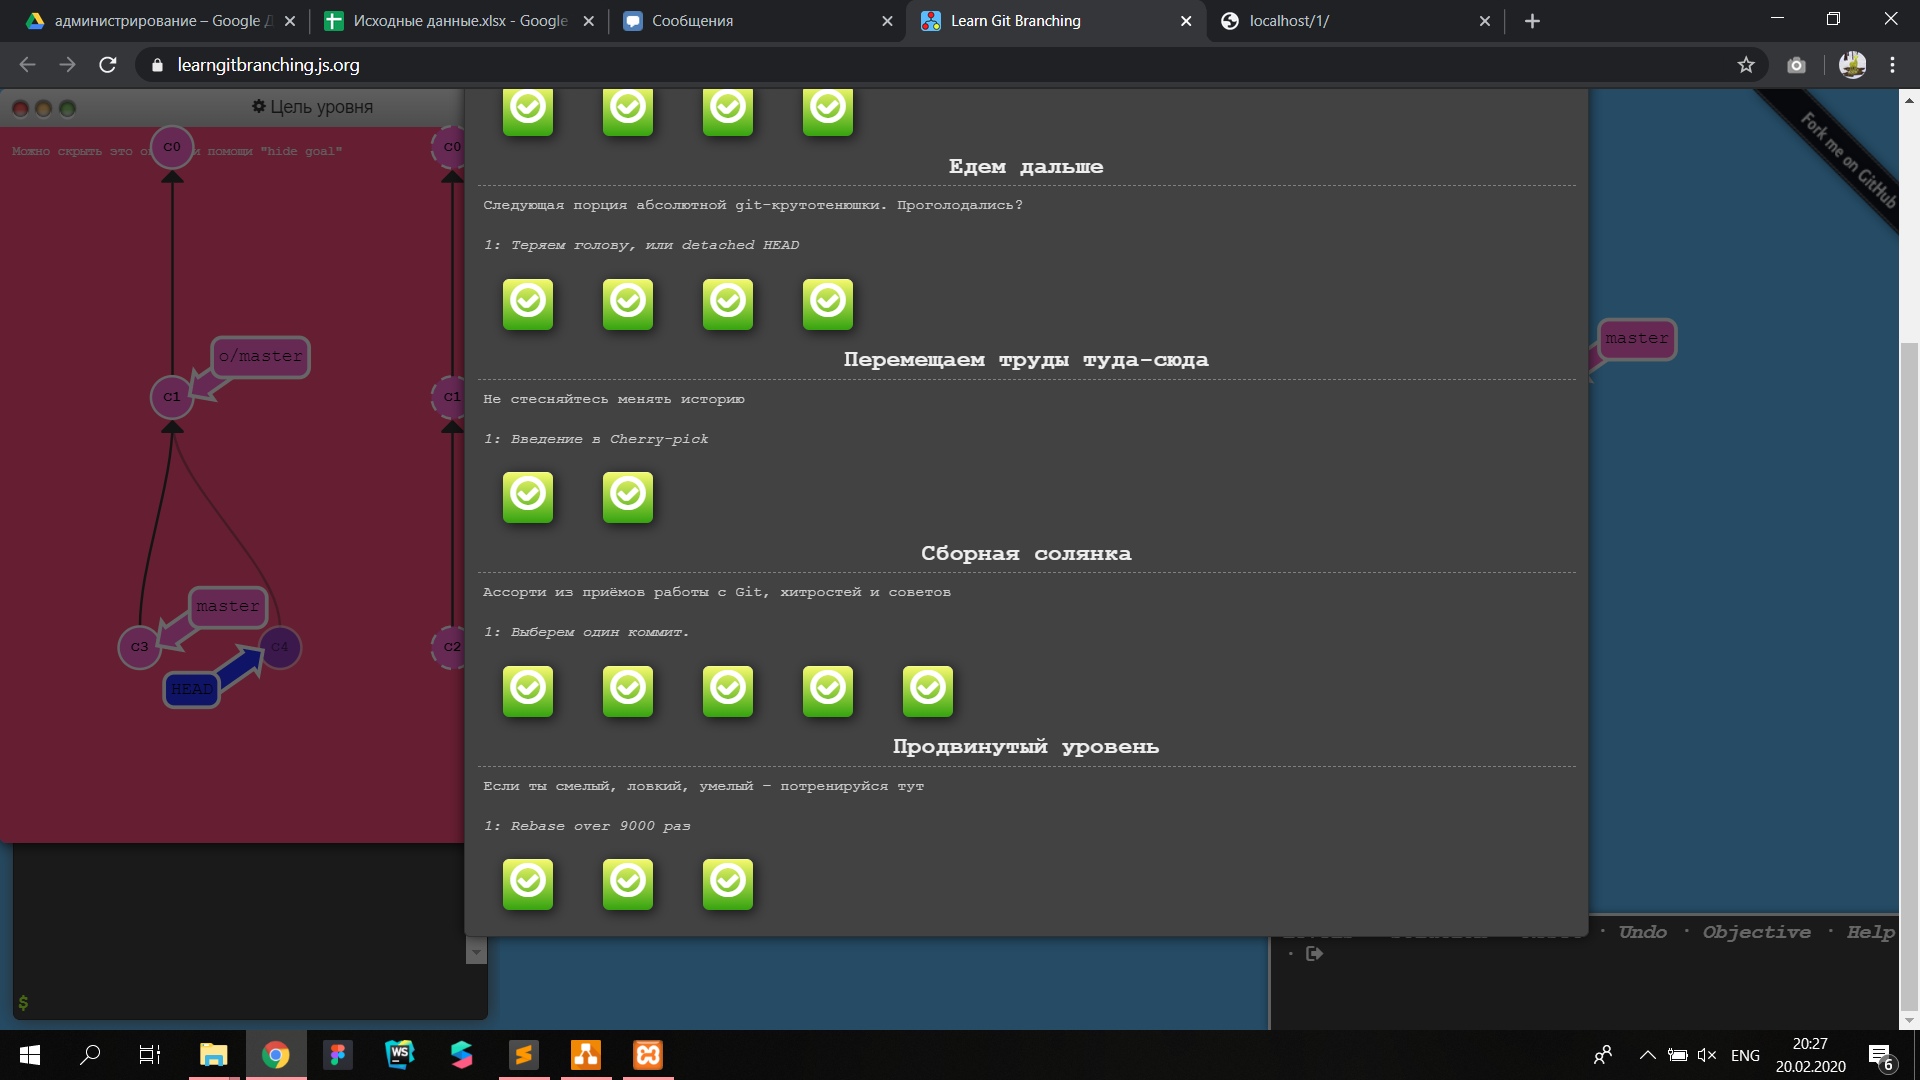 администрирование – Google Д
Исходные данные.xlsx - Google
Сообщения
Learn Git Branching
localhost/1/
learngitbranching.js.org
Цель уровня
Можно скрыть это и помощи "hide goal"
Fork me on GitHub
c0
c0
Едем дальше
Следующая порция абсолютной git-крутотенюшки. Проголодались?
1: Теряем голову, или detached HEAD
o/master
c1
c1
master
Перемещаем труды туда-сюда
Не стесняйтесь менять историю
1: Введение в Cherry-pick
Сборная солянка
Ассорти из приёмов работы с Git, хитростей и советов
1: Выберем один коммит.
master
c3
c4
c2
HEAD
Продвинутый уровень
Если ты смелый, ловкий, умелый - потренируйся тут
1: Rebase over 9000 раз
· Undo · Objective · Help
·
$
WS
ENG
20:27
20.02.2020
6